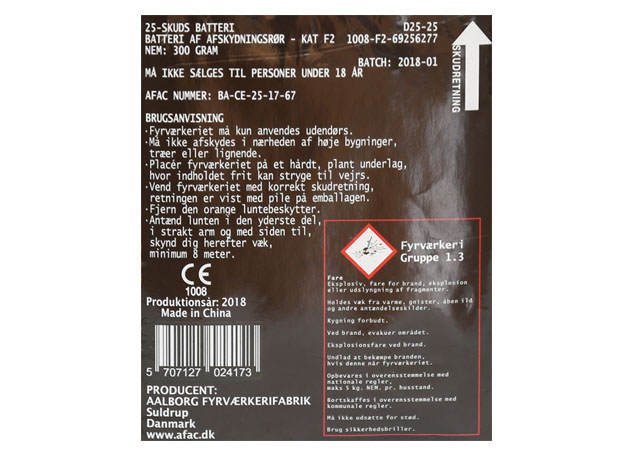 25-SKUDS BATTERI D25-25
BATTERI AF AFSKYDNINGSRØR - KAT F2 1008-F2-69256277
NEM: 300 GRAM
BATCH: 2018-01
MÅ IKKE SÆLGES TIL PERSONER UNDER 18 ÅR
AFAC NUMMER: BA-CE-25-17-67
SKUDRETNING
BRUGSANVISNING
·Fyrværkeriet må kun anvendes udendørs.
·Må ikke afskydes i nærheden af høje bygninger,
træer eller lignende.
·Placér fyrværkeriet på et hårdt, plant underlag,
hvor indholdet frit kan stryge til vejrs.
·Vend fyrværkeriet med korrekt skudretning,
retningen er vist med pile på emballagen.
·Fjern den orange luntebeskytter.
·Antænd lunten i den yderste del,
i strakt arm og med siden til,
skynd dig herefter væk,
minimum 8 meter.
CE
1008
Produktionsår: 2018
Made in China
5 707127 024173
PRODUCENT:
AALBORG FYRVÆRKERIFABRIK
Suldrup
Danmark
www.afac.dk
Fyrværkeri
Gruppe 1.3
Fare
Eksplosiv, fare for brand, eksplosion
eller udslyngning af fragmenter.
Holdes væk fra varme, gnister, åben ild
og andre antændelseskilder.
Rygning forbudt.
Ved brand, evakuer området.
Eksplosionsfare ved brand.
Undlad at bekæmpe branden,
hvis denne når fyrværkeriet.
Opbevares i overensstemmelse med
nationale regler,
maks 5 kg. NEM. pr. husstand.
Bortskaffes i overensstemmelse med
kommunale regler.
Må ikke udsætte for stød.
Brug sikkerhedsbriller.